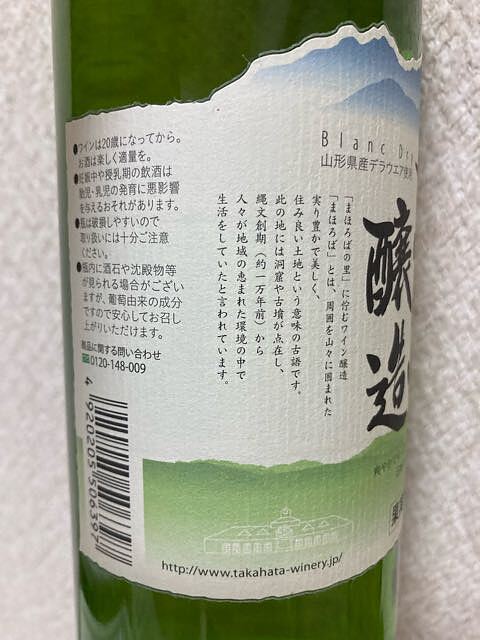 ●ワインは20歳になってから。
お酒は楽しく適量を。
●妊娠中や授乳期の飲酒は
胎児・乳児の発育に悪影響
を与えるおそれがあります。
●瓶は破損しやすいので
取り扱いには十分ご注意
ください。
●瓶内に酒石や沈殿物等
が見られる場合がござい
ますが、葡萄由来の成分
ですので安心してお召し
上がりいただけます。
商品に関する問い合わせ
0120-148-009
4920205506397
Blanc
山形県産デラウエア使用
醸造
「まほろばの里」に佇むワイン醸造
「まほろば」とは、周囲を山々に囲まれた
実り豊かで美しく、
住み良い土地という意味の古語です。
此の地には洞窟や古墳が点在し、
縄文創期（約一万年前）から
人々が地域の恵まれた環境の中で
生活をしていたと言われています。
http://www.takahata-winery.jp/